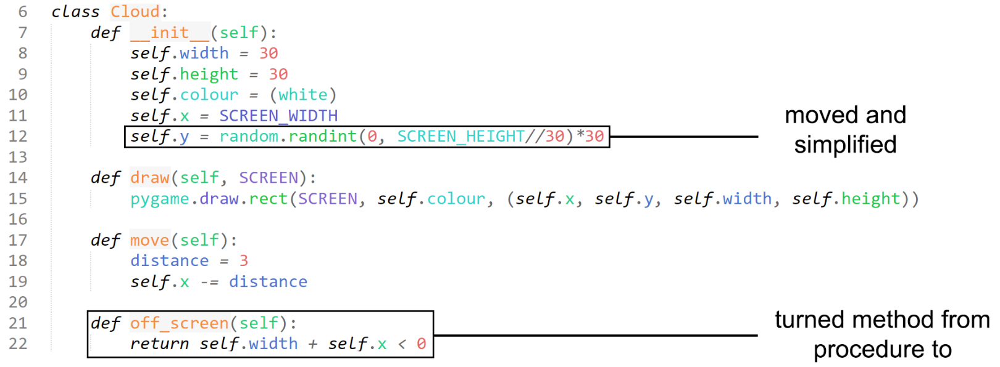 6 class Cloud:
7 def __init__(self):
8 self.width = 30
9 self.height = 30
10 self.colour = (white)
11 self.x = SCREEN_WIDTH
12 self.y = random.randint(0, SCREEN_HEIGHT//30)*30
moved and
simplified
13
14 def draw(self, SCREEN):
15 pygame.draw.rect(SCREEN, self.colour, (self.x, self.y, self.width, self.height))
16
17 def move(self):
18 distance = 3
19 self.x -= distance
20
21 def off_screen(self):
22 return self.width + self.x < 0
turned method from
procedure to